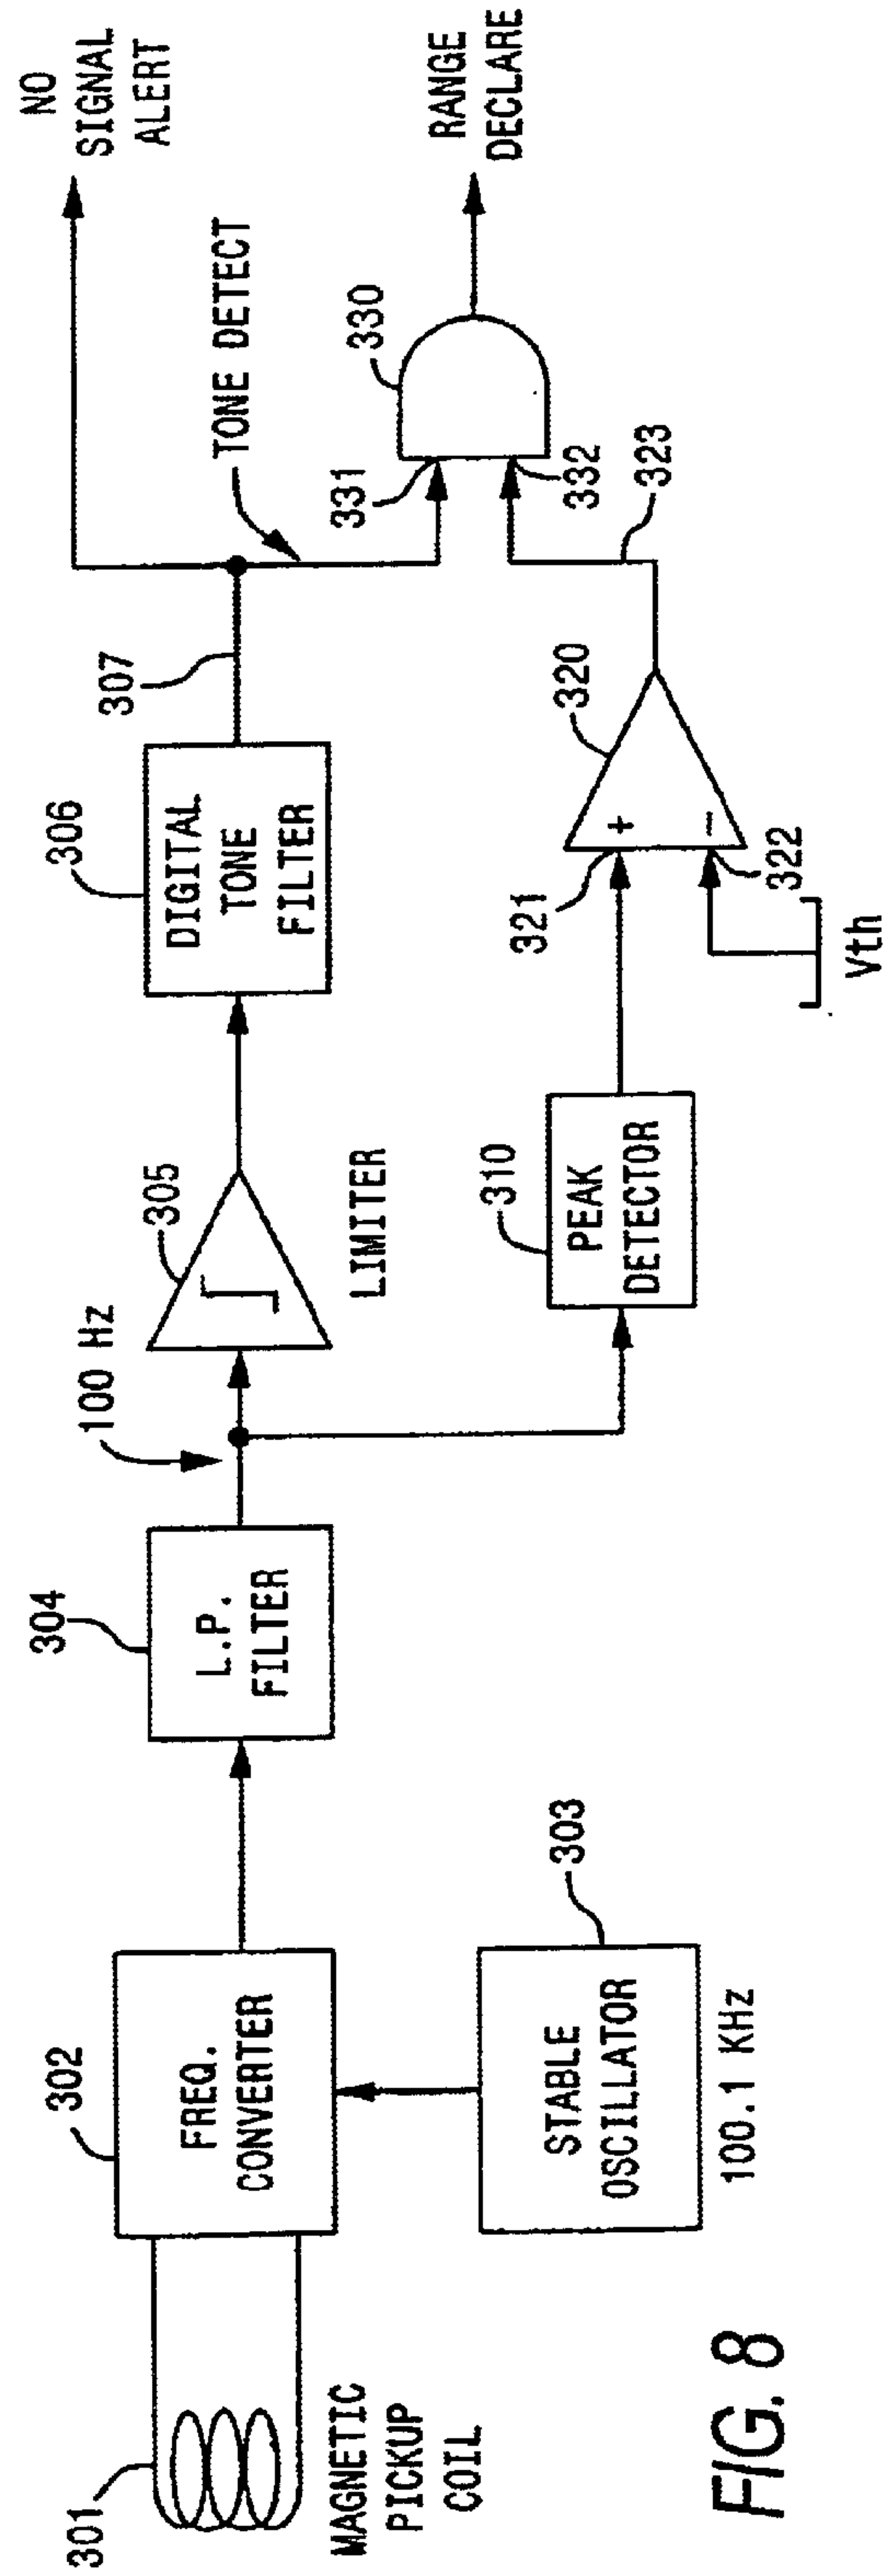 301
MAGNETIC
PICKUP
COIL
302
FREQ.
CONVERTER
STABLE
OSCILLATOR
303
100.1 KHz
304
L.P.
FILTER
100 Hz
305
LIMITER
306
DIGITAL
TONE
FILTER
307
TONE DETECT
NO
SIGNAL
ALERT
310
PEAK
DETECTOR
321
+
−
322
Vth
320
323
331
332
330
RANGE
DECLARE
FIG. 8